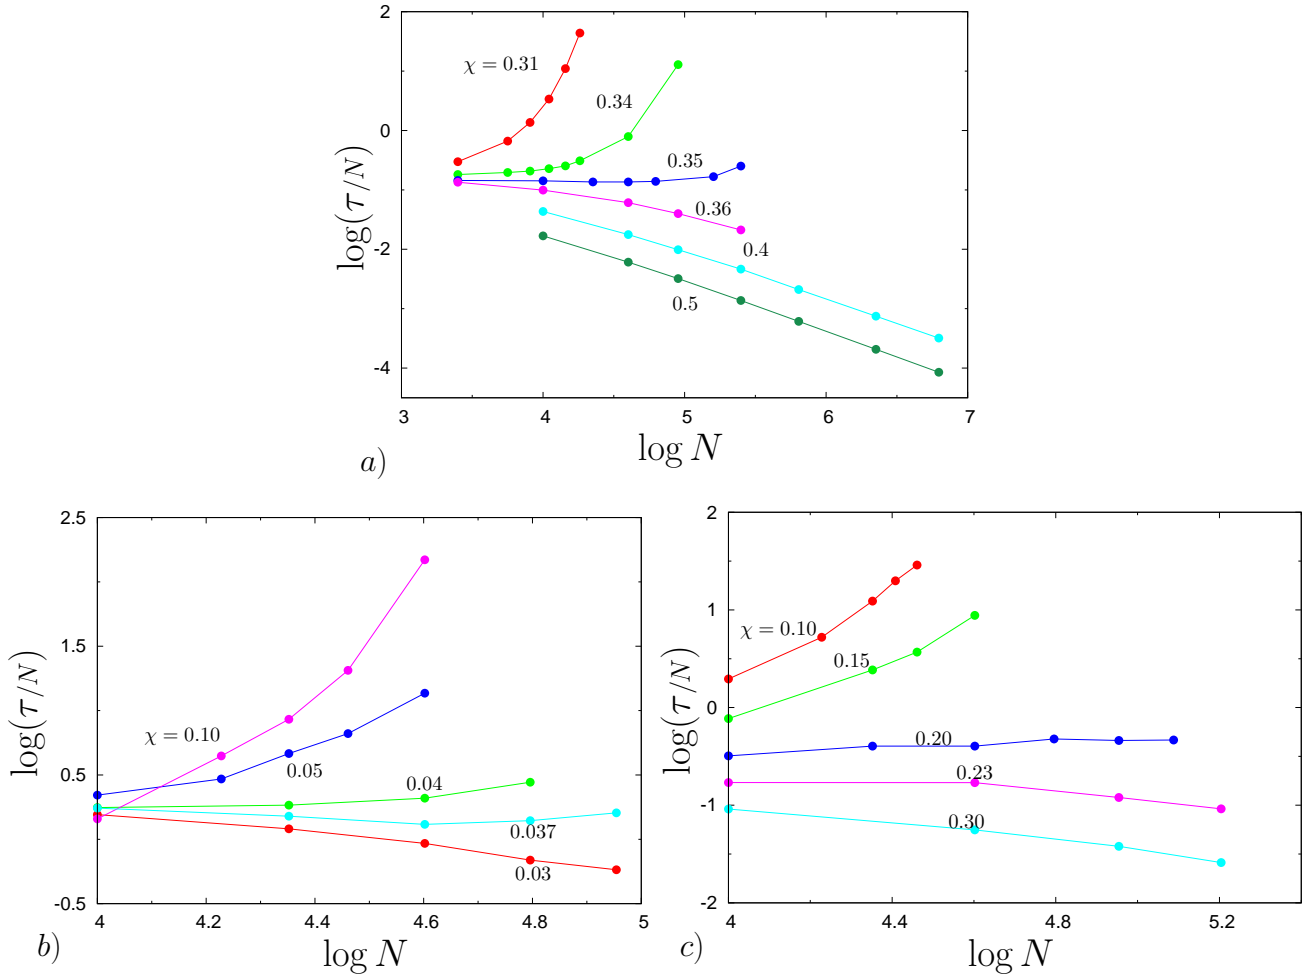 2
0
-2
-4
log(τ/N)
χ = 0.31
0.34
0.35
0.36
0.4
0.5
3 4 5 6 7
log N
a)
2.5
1.5
0.5
-0.5
log(τ/N)
χ = 0.10
0.05
0.04
0.037
0.03
4 4.2 4.4 4.6 4.8 5
log N
b)
2
1
0
-1
-2
log(τ/N)
χ = 0.10
0.15
0.20
0.23
0.30
4 4.4 4.8 5.2
log N
c)